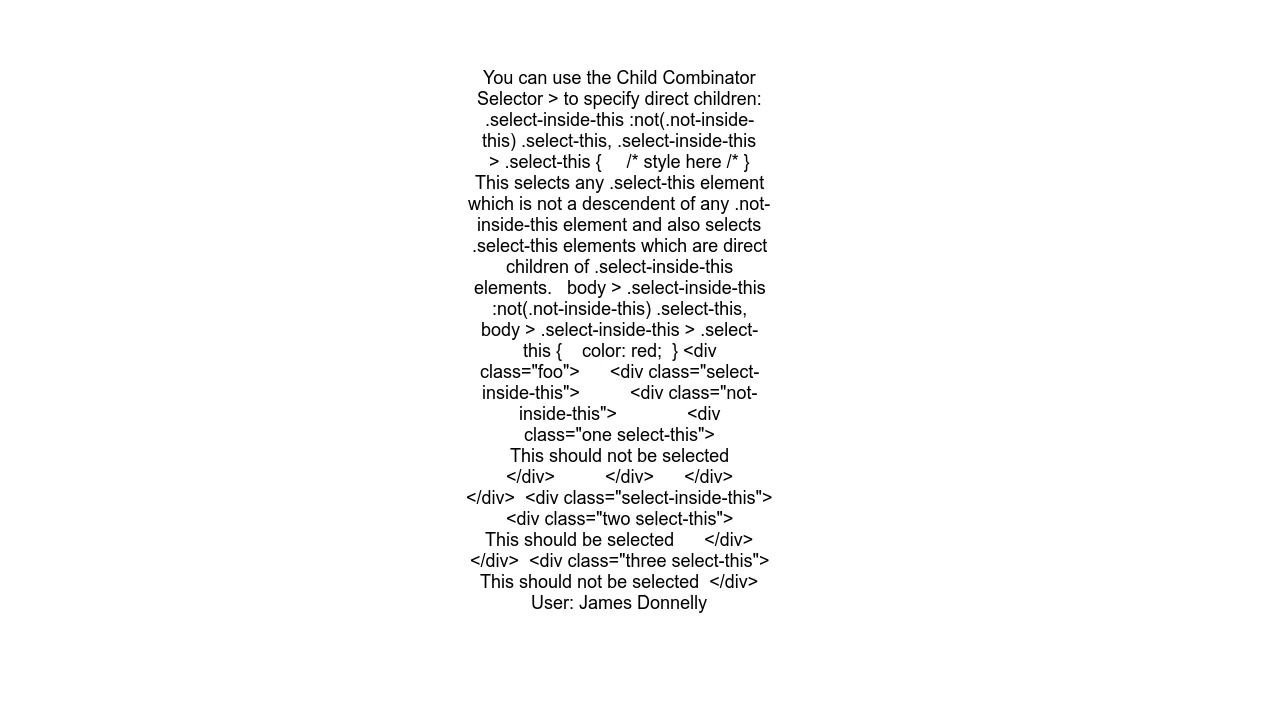 You can use the Child Combinator
Selector > to specify direct children:
.select-inside-this :not(.not-inside-
this) .select-this, .select-inside-this
> .select-this {     /* style here /* }
This selects any .select-this element
which is not a descendent of any .not-
inside-this element and also selects
.select-this elements which are direct
children of .select-inside-this
elements.   body > .select-inside-this
:not(.not-inside-this) .select-this,
body > .select-inside-this > .select-
this {    color: red;  } <div
class="foo">      <div class="select-
inside-this">          <div class="not-
inside-this">              <div
class="one select-this">
This should not be selected
</div>          </div>      </div>
</div>  <div class="select-inside-this">
<div class="two select-this">
This should be selected      </div>
</div>  <div class="three select-this">
This should not be selected  </div>
User: James Donnelly